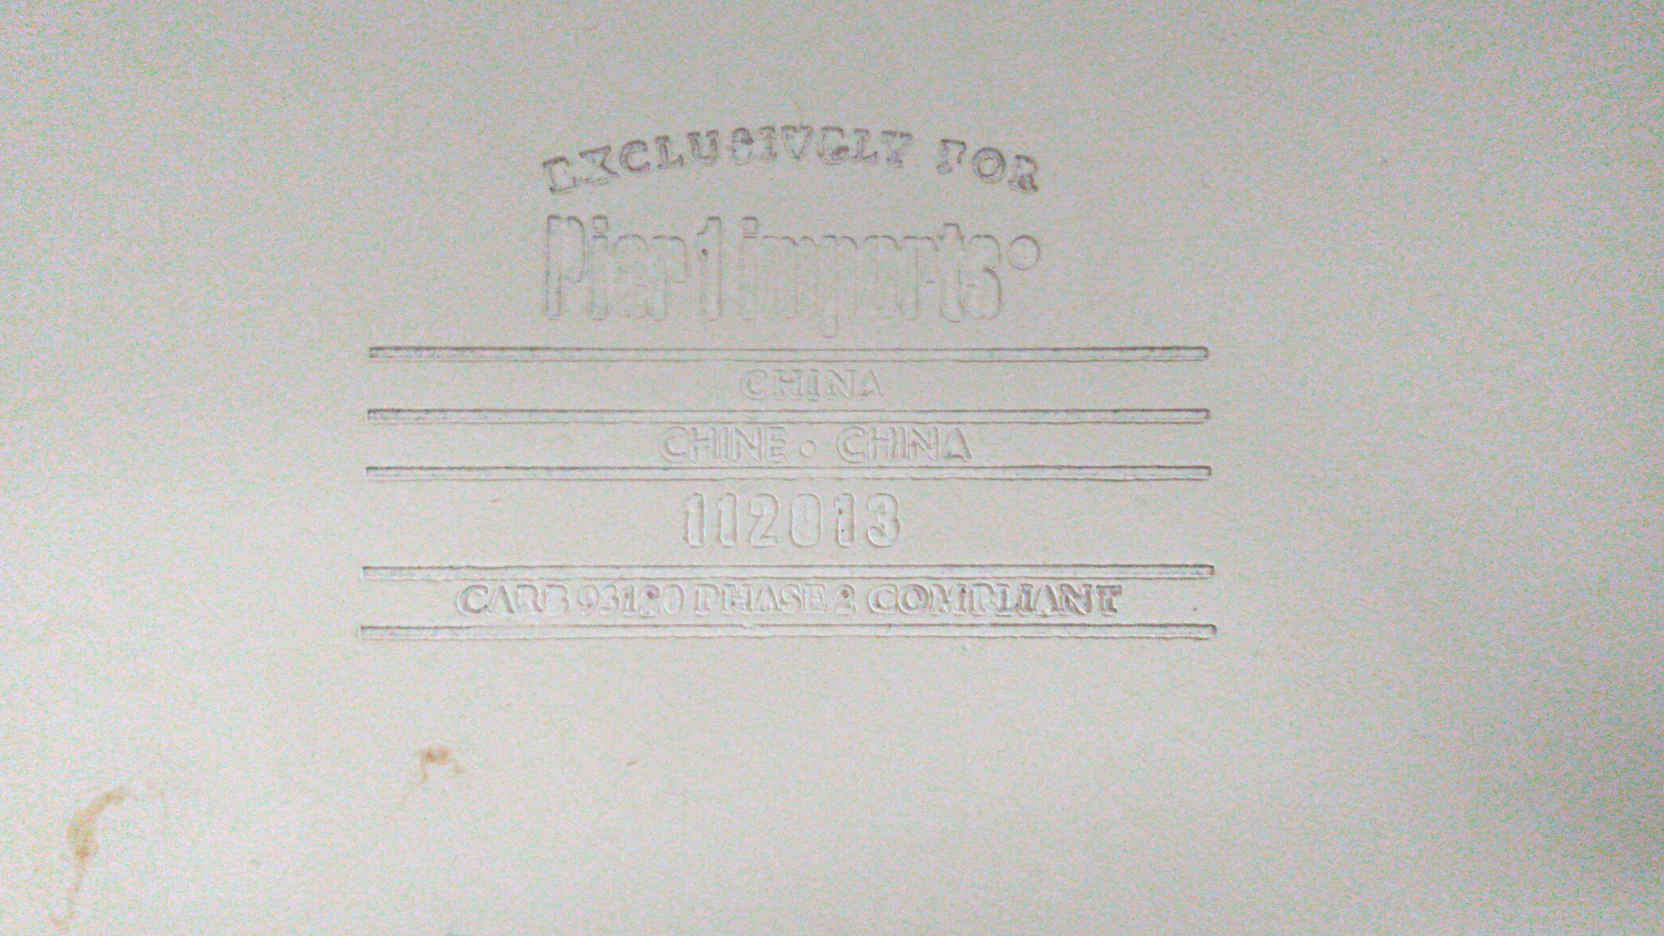 EXCLUSIVELY FOR
Pier 1 imports®
CHINA
CHINE • CHINA
112013
CARB 93120 PHASE 2 COMPLIANT